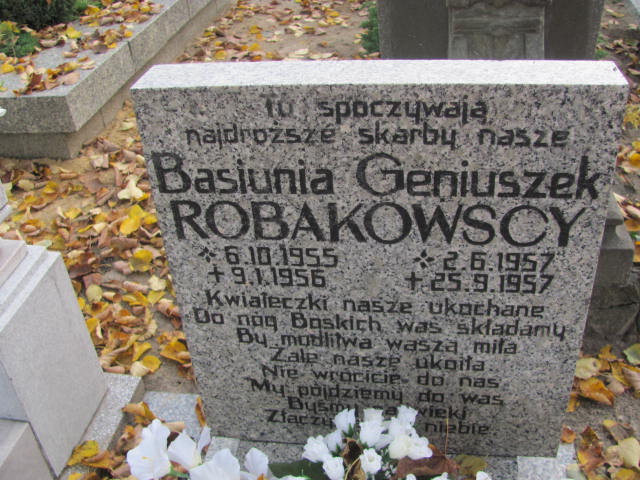 tu spoczywają
najdroższe skarby nasze
Basiunia Geniuszek
ROBAKOWSCY
* 6.10.1955 * 2.6.1957
+ 9.1.1956 + 25.9.1957
Kwiateczki nasze ukochane
Do nóg Boskich was składamy
By modlitwa wasza miła
Żale nasze ukoiła
Nie wrócicie do nas
My pójdziemy do was
Byśmy wieki
niebie